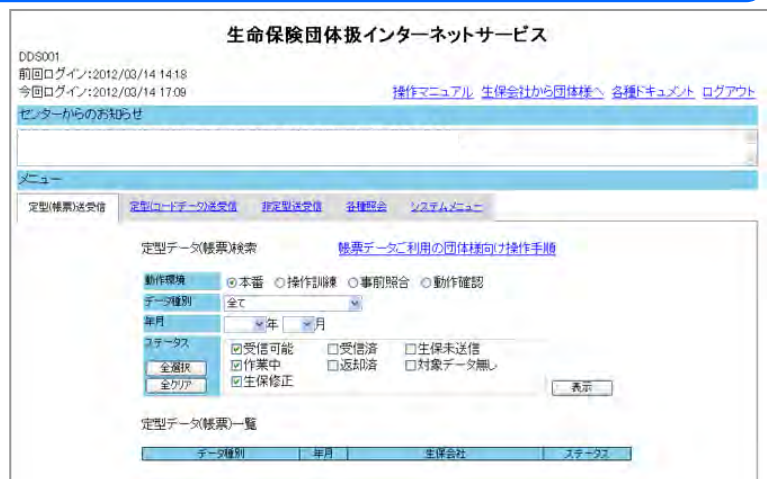 生命保険団体扱インターネットサービス
DDS001
前回ログイン:2012/03/14 14:18
今回ログイン:2012/03/14 17:09
操作マニュアル 生保会社から団体様へ 各種ドキュメント ログアウト
センターからのお知らせ
メニュー
定型(帳票)送受信 定型(コードデータ)送受信 非定型送受信 各種照会 システムメニュー
定型データ(帳票)検索 帳票データご利用の団体様向け操作手順
動作環境 本番 操作訓練 事前照合 動作確認
データ種別 全て
年月 年 月
ステータス 受信可能 受信済 生保未送信
全選択 作業中 返却済 対象データ無し
全クリア 生保修正 表示
定型データ(帳票)一覧
データ種別 年月 生保会社 ステータス